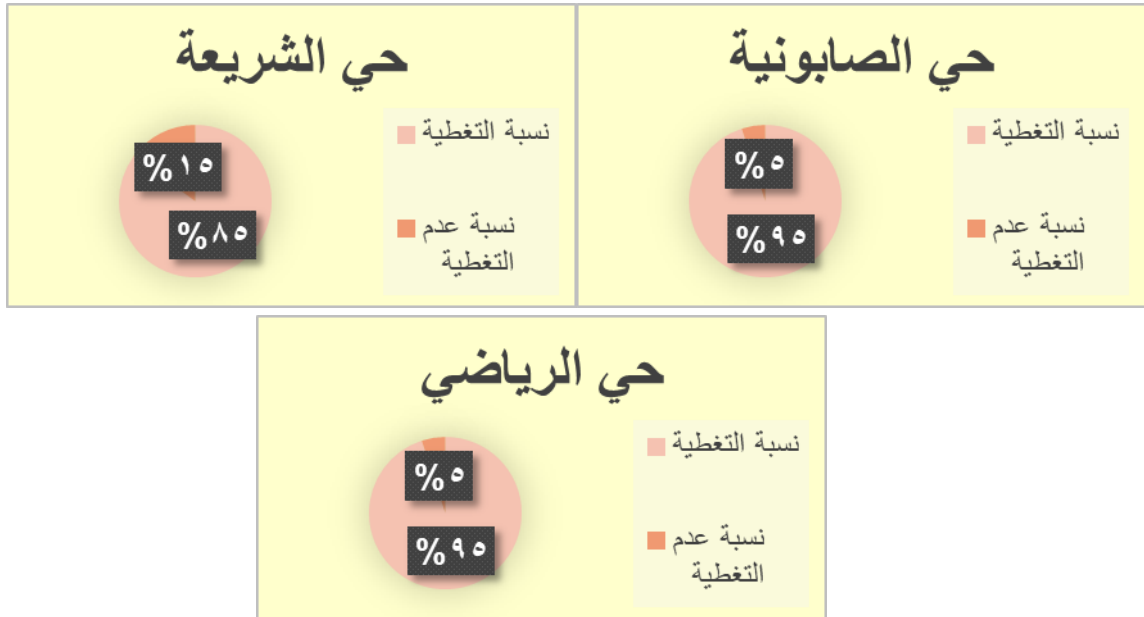 حي الصابونية
نسبة التغطية
نسبة عدم
التغطية
%٥
%٩٥
حي الشريعة
نسبة التغطية
نسبة عدم
التغطية
%١٥
%٨٥
حي الرياضي
نسبة التغطية
نسبة عدم
التغطية
%٥
%٩٥